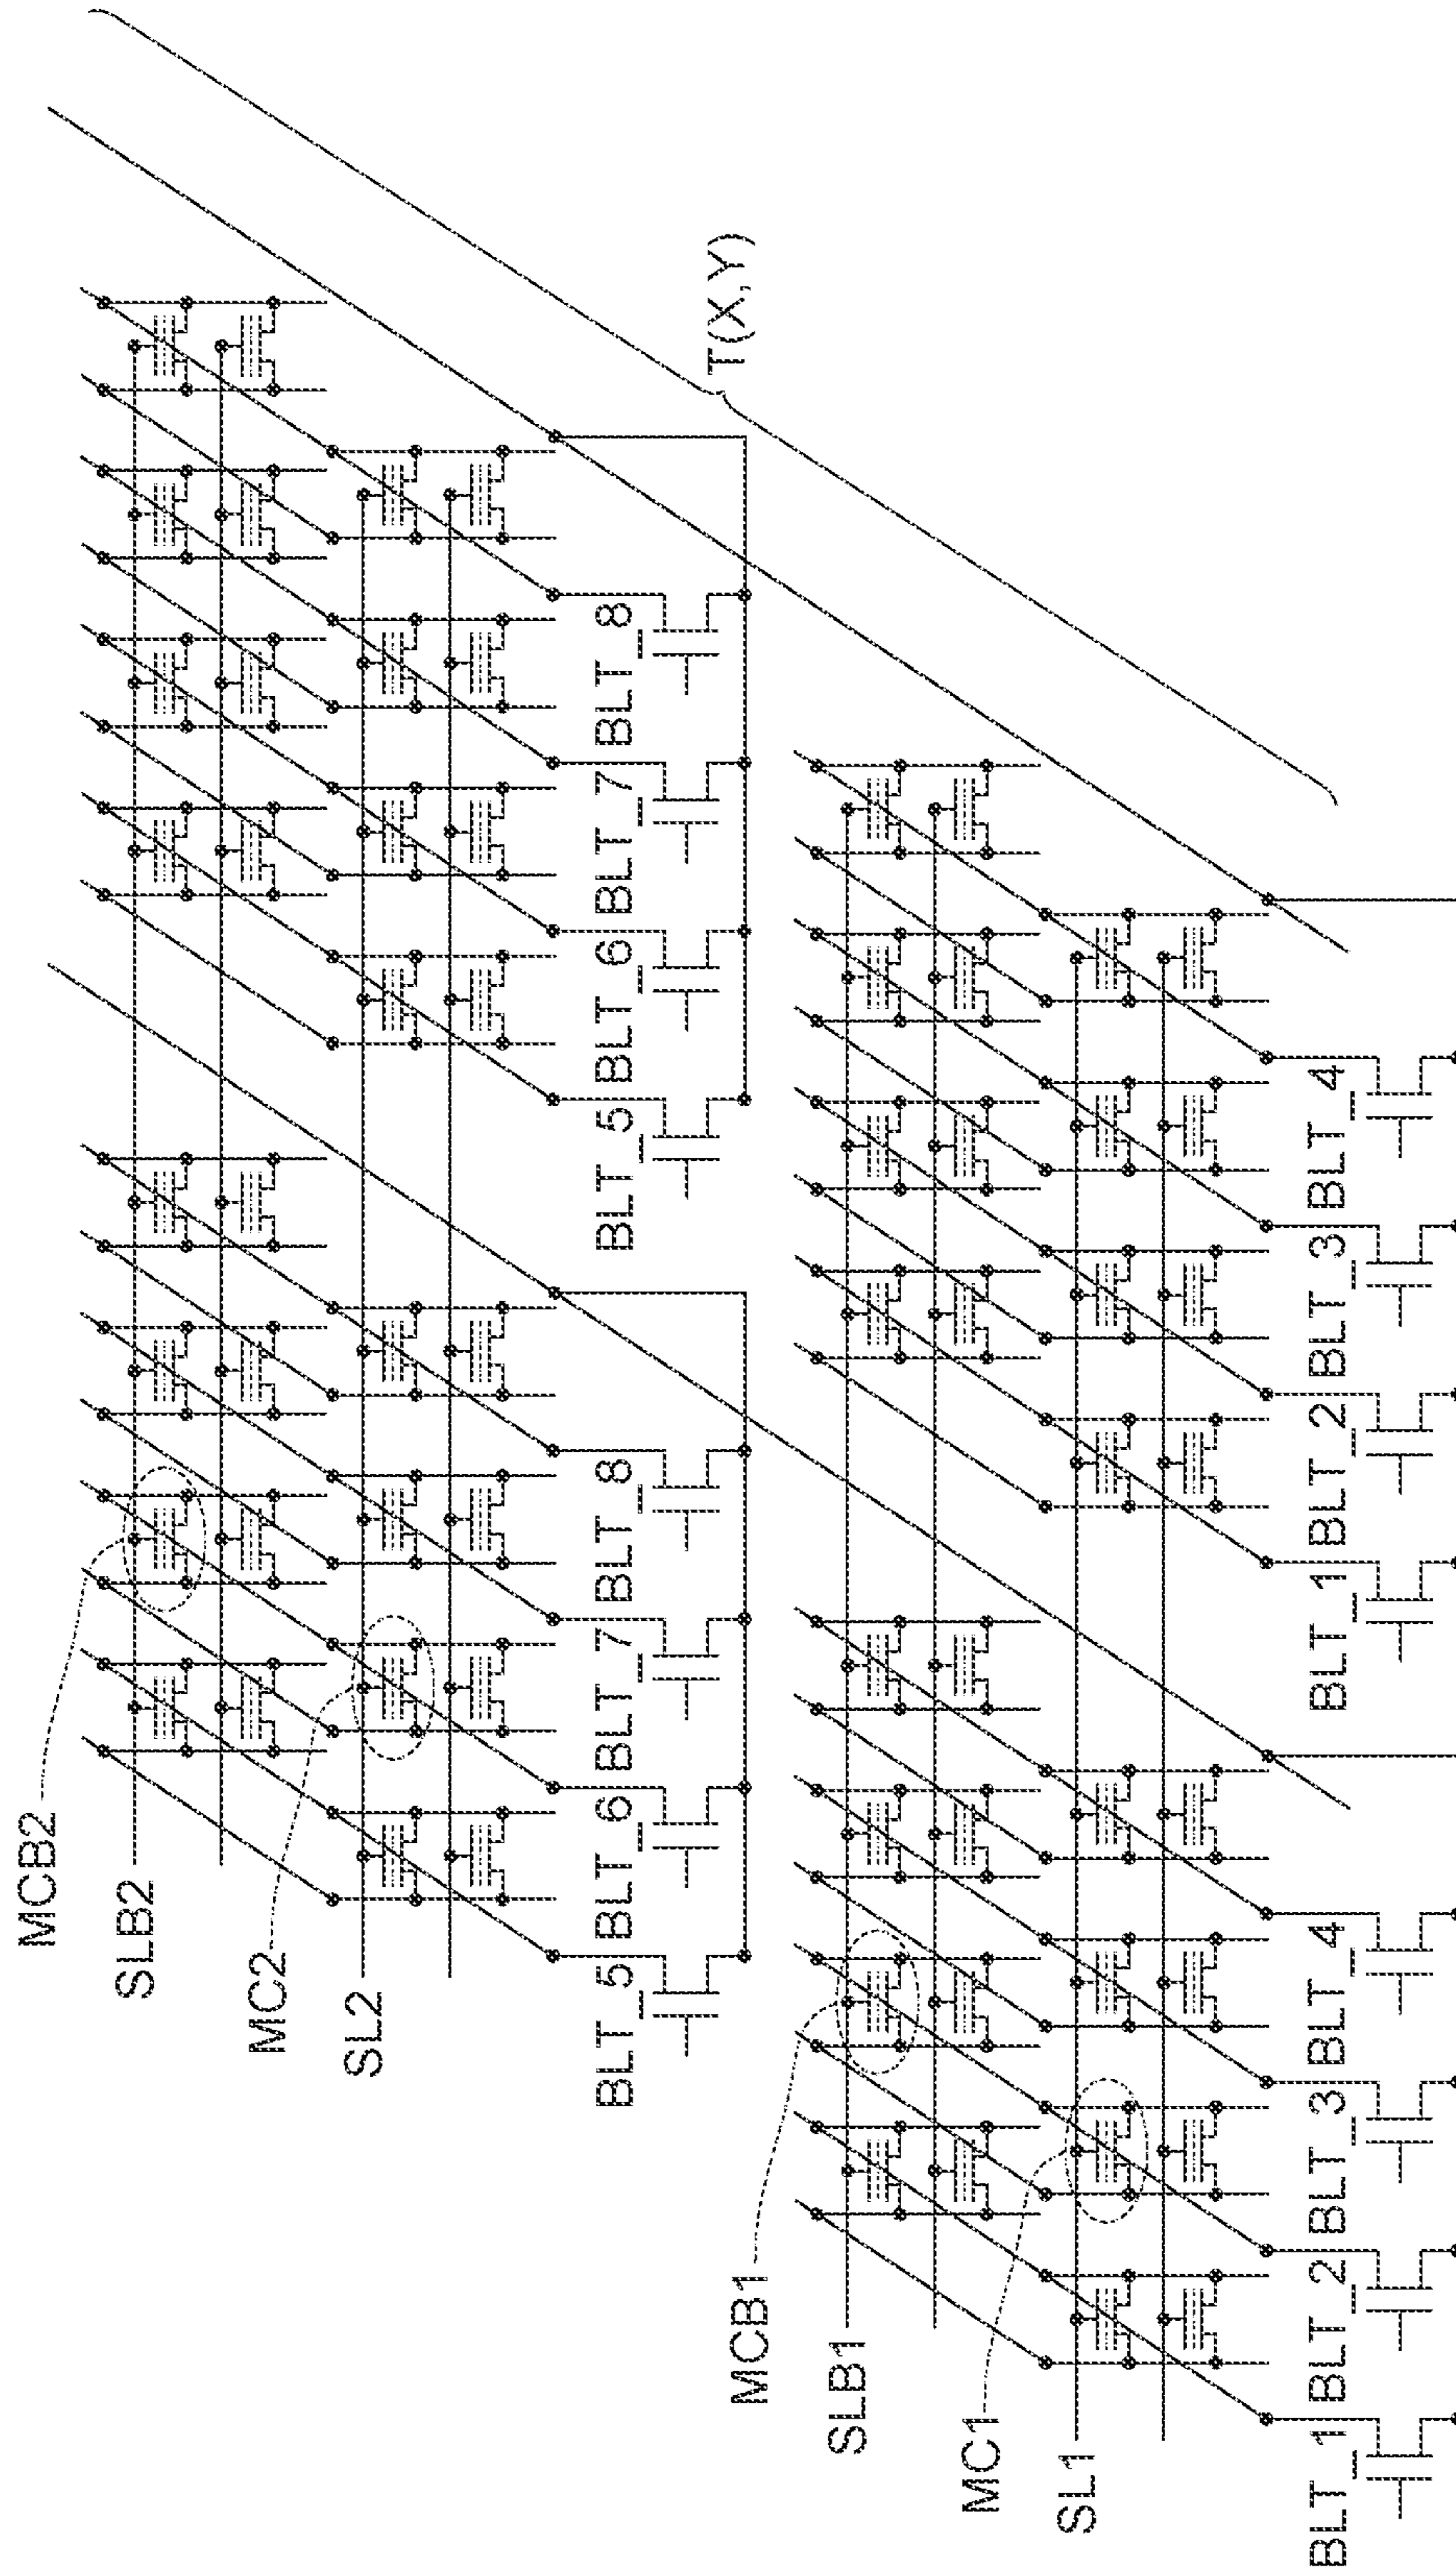 MCB2
SLB2
MC2
SL2
T(X,Y)
BLT_5 BLT_6 BLT_7 BLT_8 BLT_5 BLT_6 BLT_7 BLT_8
MCB1
SLB1
MC1
SL1
BLT_1 BLT_2 BLT_3 BLT_4 BLT_1 BLT_2 BLT_3 BLT_4